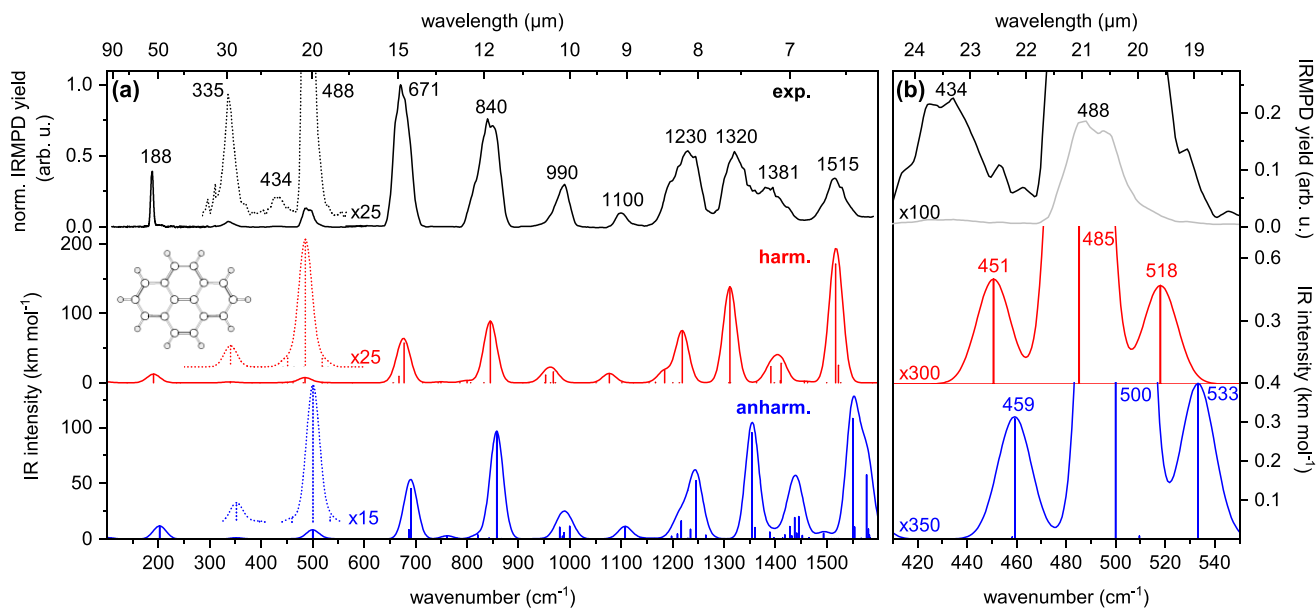 wavelength (µm)
90 50 30 20 15 12 10 9 8 7
norm. IRMPD yield
(arb. u.)
1.0
0.5
0.0
(a)
exp.
188
335
434
488
x25
671
840
990
1100
1230
1320
1381
1515
IR intensity (km mol-1)
200
100
0
harm.
x25
100
50
0
anharm.
x15
200 300 400 500 600 700 800 900 1000 1100 1200 1300 1400 1500
wavenumber (cm-1)
wavelength (µm)
24 23 22 21 20 19
(b)
434
488
x100
IRMPD yield
(arb. u.)
0.2
0.1
0.0
451
485
518
x300
0.6
0.3
0.4
459
500
533
x350
0.3
0.2
0.1
IR intensity (km mol-1)
420 440 460 480 500 520 540
wavenumber (cm-1)